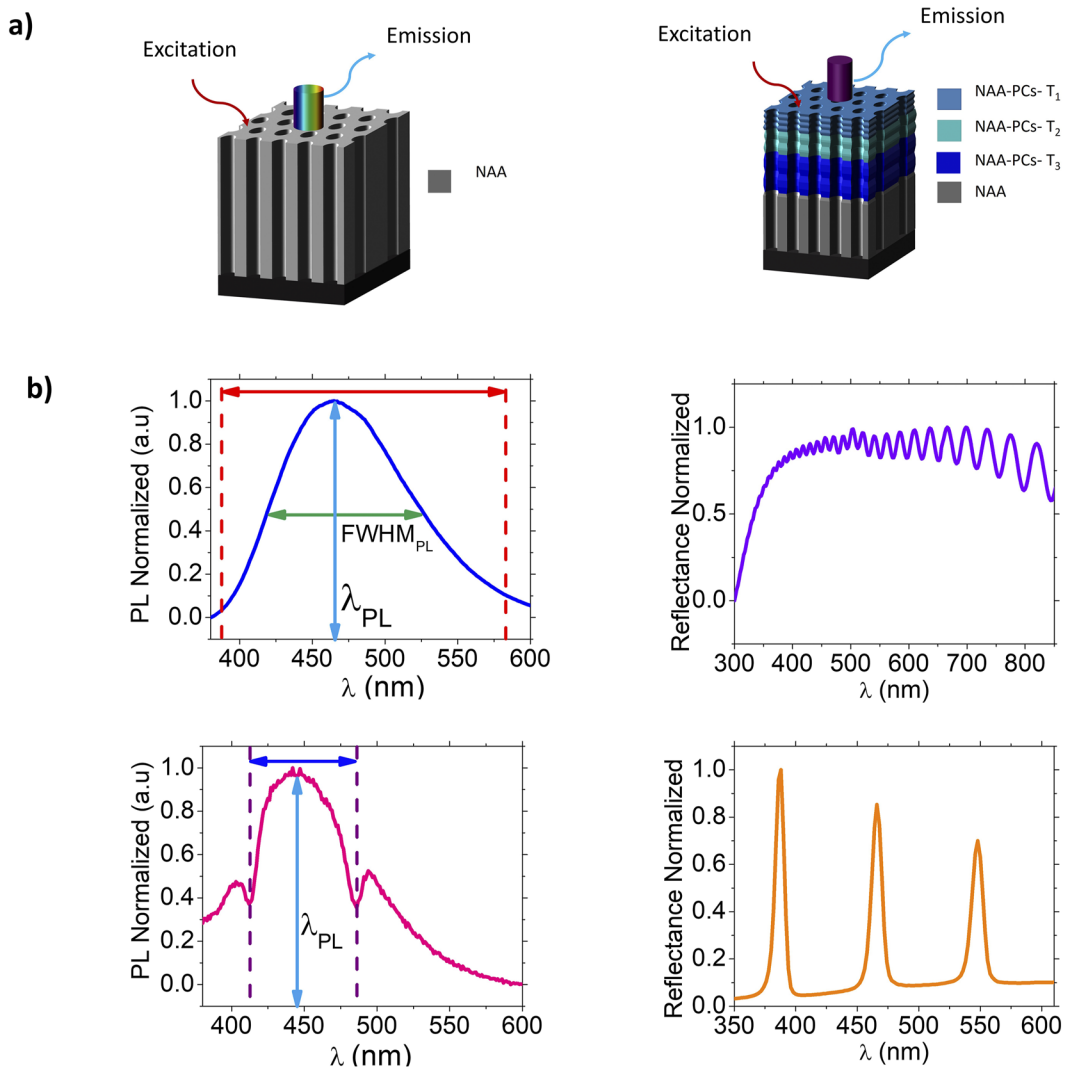 a)
Excitation
Emission
NAA
Excitation
Emission
NAA-PCs- T1
NAA-PCs- T2
NAA-PCs- T3
NAA
b)
PL Normalized (a.u)
1.0
0.8
0.6
0.4
0.2
0.0
FWHMPL
λPL
400 450 500 550 600
λ (nm)
Reflectance Normalized
1.0
0.5
0.0
300 400 500 600 700 800
λ (nm)
PL Normalized (a.u)
1.0
0.8
0.6
0.4
0.2
0.0
λPL
400 450 500 550 600
λ (nm)
Reflectance Normalized
1.0
0.8
0.6
0.4
0.2
0.0
350 400 450 500 550 600
λ (nm)